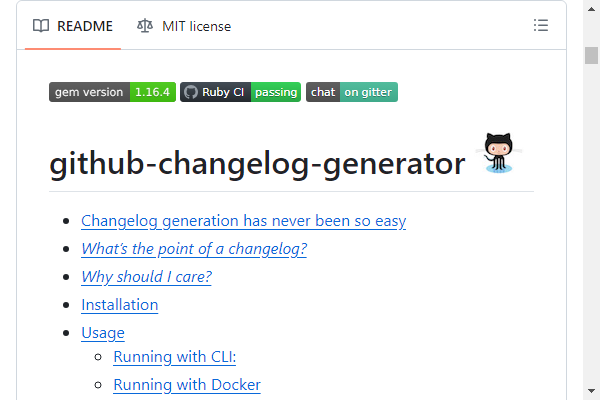 README MIT license
gem version 1.16.4 Ruby CI passing chat on gitter
github-changelog-generator
Changelog generation has never been so easy
What's the point of a changelog?
Why should I care?
Installation
Usage
Running with CLI:
Running with Docker